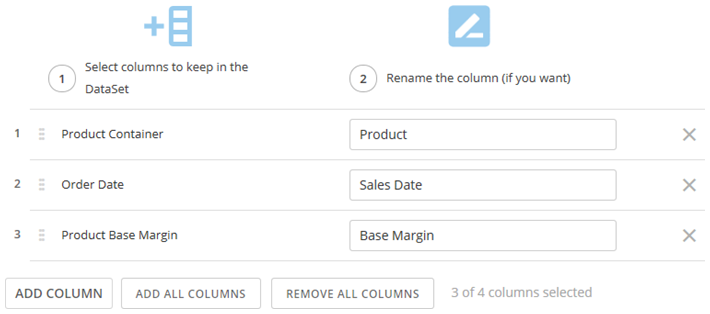 1 Select columns to keep in the
DataSet
2 Rename the column (if you want)
1 Product Container Product
2 Order Date Sales Date
3 Product Base Margin Base Margin
ADD COLUMN ADD ALL COLUMNS REMOVE ALL COLUMNS 3 of 4 columns selected